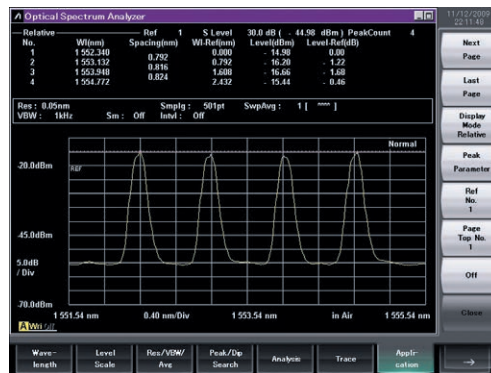 Optical Spectrum Analyzer
11/12/2009
22:11:49
Relative Ref 1 S Level 30.0 dB ( - 44.98 dBm ) PeakCount 4
No. Wl(nm) Spacing(nm) Wl-Ref(nm) Level(dBm) Level-Ref(dB)
1 1 552.340 0.000 - 14.98 0.00
0.792
2 1 553.132 0.792 - 16.20 - 1.22
0.816
3 1 553.948 1.608 - 16.66 - 1.68
0.824
4 1 554.772 2.432 - 15.44 - 0.46
Res : 0.05nm Smplg : 501pt SwpAvg : 1 [ ]
VBW : 1kHz Sm : Off Intvl : Off
Normal
-20.0dBm
REF
-45.0dBm
5.0dB
/ Div
-70.0dBm
1 551.54 nm 0.40 nm/Div 1 553.54 nm in Air 1 555.54 nm
A Wri
Next
Page
Last
Page
Display
Mode
Relative
Peak
Parameter
Ref
No.
1
Page
Top No.
1
Off
Close
Wave-
length
Level
Scale
Res/VBW/
Avg
Peak/Dip
Search
Analysis
Trace
Appli-
cation
→